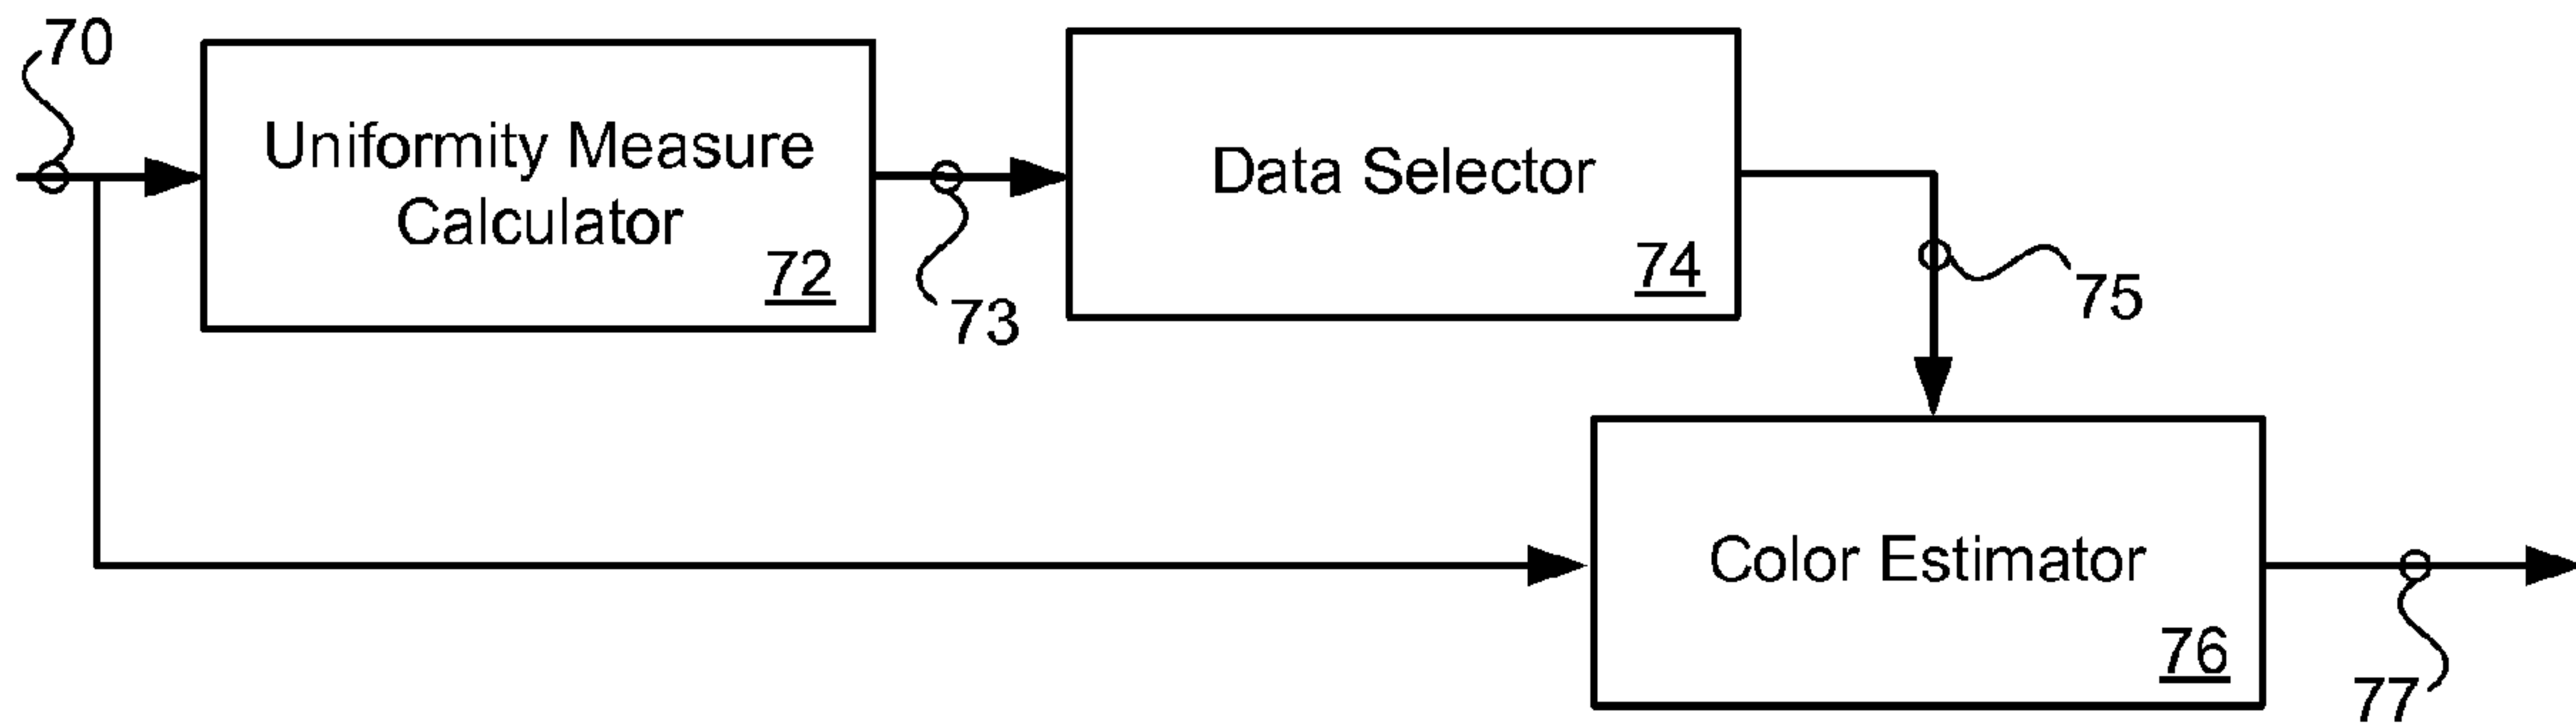 70
Uniformity Measure
Calculator
72
73
Data Selector
74
75
Color Estimator
76
77